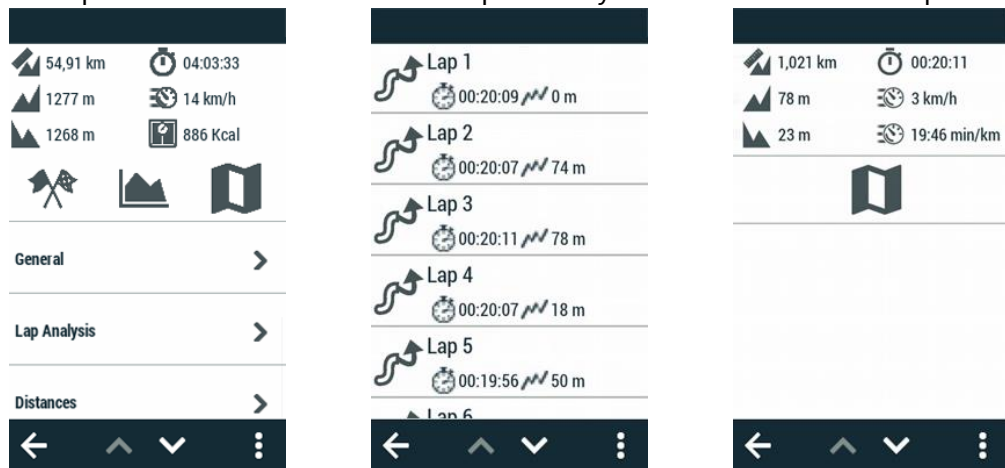 54,91 km 04:03:33
1277 m 14 km/h
1268 m 886 Kcal
General
Lap Analysis
Distances
Lap 1
00:20:09 0 m
Lap 2
00:20:07 74 m
Lap 3
00:20:11 78 m
Lap 4
00:20:07 18 m
Lap 5
00:19:56 50 m
Lap 6
1,021 km 00:20:11
78 m 3 km/h
23 m 19:46 min/km